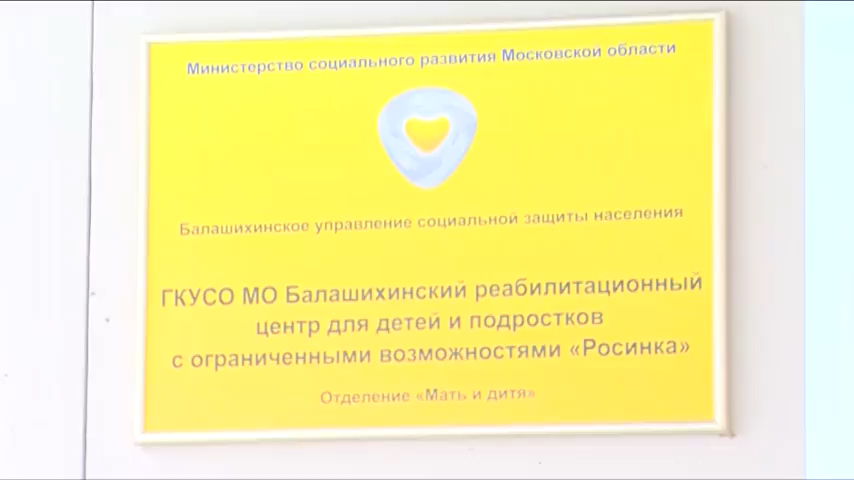 Министерство социального развития Московской области
Балашихинское управление социальной защиты населения
ГКУСО МО Балашихинский реабилитационный
центр для детей и подростков
с ограниченными возможностями «Росинка»
Отделение «Мать и дитя»